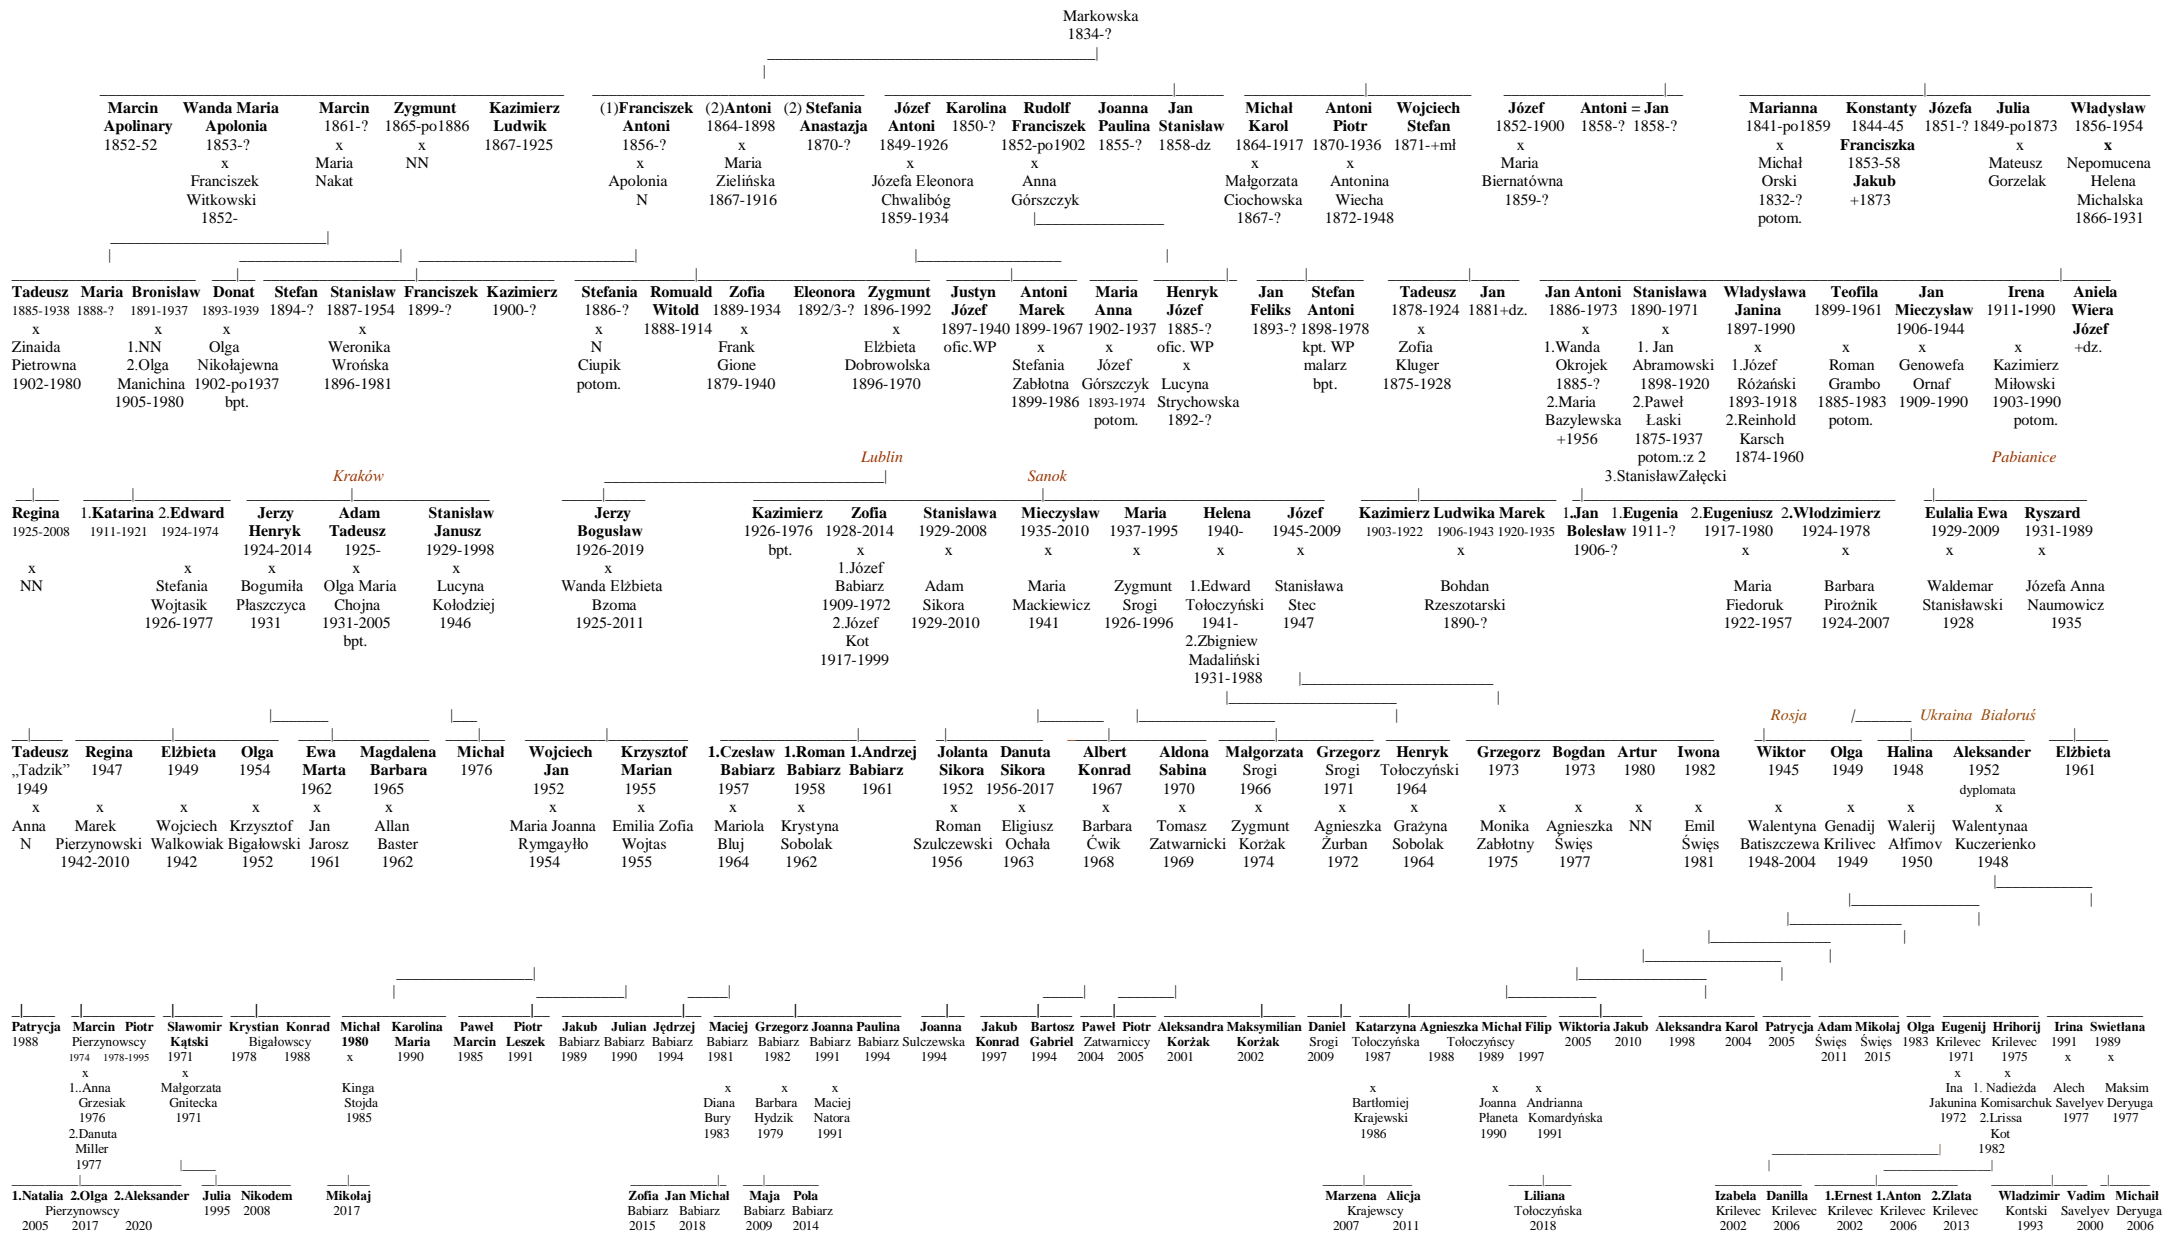 Markowska
1834-?
Marcin Wanda Maria Marcin Zygmunt Kazimierz (1)Franciszek (2)Antoni (2) Stefania Józef Karolina Rudolf Joanna Jan Michał Antoni Wojciech Józef Antoni = Jan Marianna Konstanty Józefa Julia Władysław
Apolinary Apolonia 1861-? 1865-po1886 Ludwik Antoni 1864-1898 Anastazja Antoni 1850-? Franciszek Paulina Stanisław Karol Piotr Stefan 1852-1900 1858-? 1858-? 1841-po1859 1844-45 1851-? 1849-po1873 1856-1954
1852-52 1853-? x x 1867-1925 1856-? x 1870-? 1849-1926 1852-po1902 1855-? 1858-dz 1864-1917 1870-1936 1871-+mł x x Franciszka x x
x Maria NN x Maria x x x x Maria Michał 1853-58 Mateusz Nepomucena
Franciszek Nakat Apolonia Zielińska Józefa Eleonora Anna Małgorzata Antonina Biernatówna Orski Jakub Gorzelak Helena
Witkowski N 1867-1916 Chwalibóg Górszczyk Ciochowska Wiecha 1859-? 1832-? +1873 Michalska
1852- 1859-1934 1867-? 1872-1948 potom. 1866-1931
Tadeusz Maria Bronisław Donat Stefan Stanisław Franciszek Kazimierz Stefania Romuald Zofia Eleonora Zygmunt Justyn Antoni Maria Henryk Jan Stefan Tadeusz Jan Jan Antoni Stanisława Władysława Teofila Jan Irena Aniela
1885-1938 1888-? 1891-1937 1893-1939 1894-? 1887-1954 1899-? 1900-? 1886-? Witold 1889-1934 1892/3-? 1896-1992 Józef Marek Anna Józef Feliks Antoni 1878-1924 1881+dz. 1886-1973 1890-1971 Janina 1899-1961 Mieczysław 1911-1990 Wiera
x x x x x 1888-1914 x x 1897-1940 1899-1967 1902-1937 1885-? 1893-? 1898-1978 x x x 1897-1990 1906-1944 Józef
Zinaida 1.NN Olga Weronika N Frank Elżbieta ofic.WP x x ofic. WP kpt. WP Zofia 1.Wanda 1. Jan x x x x +dz.
Pietrowna 2.Olga Nikołajewna Wrońska Ciupik Gione Dobrowolska Stefania Józef x malarz Kluger Okrojek Abramowski 1.Józef Roman Genowefa Kazimierz
1902-1980 Manichina 1902-po1937 1896-1981 potom. 1879-1940 1896-1970 Zabłotna Górszczyk Lucyna bpt. 1875-1928 1885-? 1898-1920 Różański Grambo Ornaf Miłowski
1905-1980 bpt. 1899-1986 1893-1974 Strychowska 2.Maria 2.Paweł 1893-1918 1885-1983 1909-1990 1903-1990
potom. 1892-? Bazylewska Łaski 2.Reinhold potom. potom.
+1956 1875-1937 Karsch
Lublin potom.:z 2 1874-1960 Pabianice
Kraków Sanok 3.StanisławZałęcki
Regina 1.Katarina 2.Edward Jerzy Adam Stanisław Jerzy Kazimierz Zofia Stanisława Mieczysław Maria Helena Józef Kazimierz Ludwika Marek 1.Jan 1.Eugenia 2.Eugeniusz 2.Włodzimierz Eulalia Ewa Ryszard
1925-2008 1911-1921 1924-1974 Henryk Tadeusz Janusz Bogusław 1926-1976 1928-2014 1929-2008 1935-2010 1937-1995 1940- 1945-2009 1903-1922 1906-1943 1920-1935 Bolesław 1911-? 1917-1980 1924-1978 1929-2009 1931-1989
1924-2014 1925- 1929-1998 1926-2019 bpt. x x x x x x x 1906-? x x x x
x x x x x x 1.Józef
NN Stefania Bogumiła Olga Maria Lucyna Wanda Elżbieta Babiarz Adam Maria Zygmunt 1.Edward Stanisława Bohdan Maria Barbara Waldemar Józefa Anna
Wojtasik Płaszczyca Chojna Kołodziej Bzoma 1909-1972 Sikora Mackiewicz Srogi Tołoczyński Stec Rzeszotarski Fiedoruk Pirożnik Stanisławski Naumowicz
1926-1977 1931 1931-2005 1946 1925-2011 2.Józef 1929-2010 1941 1926-1996 1941- 1947 1890-? 1922-1957 1924-2007 1928 1935
bpt. Kot 2.Zbigniew
1917-1999 Madaliński
1931-1988
Rosja Ukraina Białoruś
Tadeusz Regina Elżbieta Olga Ewa Magdalena Michał Wojciech Krzysztof 1.Czesław 1.Roman 1.Andrzej Jolanta Danuta Albert Aldona Małgorzata Grzegorz Henryk Grzegorz Bogdan Artur Iwona Wiktor Olga Halina Aleksander Elżbieta
„Tadzik” 1947 1949 1954 Marta Barbara 1976 Jan Marian Babiarz Babiarz Babiarz Sikora Sikora Konrad Sabina Srogi Srogi Tołoczyński 1973 1973 1980 1982 1945 1949 1948 1952 1961
1949 1962 1965 1952 1955 1957 1958 1961 1952 1956-2017 1967 1970 1966 1971 1964 dyplomata
x x x x x x x x x x x x x x x x x x x x x x x x x x
Anna Marek Wojciech Krzysztof Jan Allan Maria Joanna Emilia Zofia Mariola Krystyna Roman Eligiusz Barbara Tomasz Zygmunt Agnieszka Grażyna Monika Agnieszka NN Emil Walentyna Genadij Walerij Walentynaa
N Pierzynowski Walkowiak Bigałowski Jarosz Baster Rymgayłło Wojtas Bluj Sobolak Szulczewski Ochała Ćwik Zatwarnicki Korżak Żurban Sobolak Zabłotny Święs Święs Batiszczewa Krilivec Ałfimov Kuczerienko
1942-2010 1942 1952 1961 1962 1954 1955 1964 1962 1956 1963 1968 1969 1974 1972 1964 1975 1977 1981 1948-2004 1949 1950 1948
Patrycja Marcin Piotr Sławomir Krystian Konrad Michał Karolina Paweł Piotr Jakub Julian Jędrzej Maciej Grzegorz Joanna Paulina Joanna Jakub Bartosz Paweł Piotr Aleksandra Maksymilian Daniel Katarzyna Agnieszka Michał Filip Wiktoria Jakub Aleksandra Karol Patrycja Adam Mikołaj Olga Eugenij Hrihorij Irina Swietłana
1988 Pierzynowscy Kątski Bigałowscy 1980 Maria Marcin Leszek Babiarz Babiarz Babiarz Babiarz Babiarz Babiarz Babiarz Sulczewska Konrad Gabriel Zatwarniccy Korżak Korżak Srogi Tołoczyńska Tołoczyńscy 2005 2010 1998 2004 2005 Święs Święs 1983 Krilevec Krilevec 1991 1989
1974 1978-1995 1971 1978 1988 x 1990 1985 1991 1989 1990 1994 1981 1982 1991 1994 1994 1997 1994 2004 2005 2001 2002 2009 1987 1988 1989 1997 2011 2015 1971 1975 x x
x x x x
1..Anna Małgorzata Kinga x x x x x x Ina 1. Nadieżda Alech Maksim
Grzesiak Gnitecka Stojda Diana Barbara Maciej Bartłomiej Joanna Andrianna Jakunina Komisarchuk Savelyev Deryuga
1976 1971 1985 Bury Hydzik Natora Krajewski Płaneta Komardyńska 1972 2.Lrissa 1977 1977
2.Danuta 1983 1979 1991 1986 1990 1991 Kot
Miller 1982
1977
1.Natalia 2.Olga 2.Aleksander Julia Nikodem Mikołaj Zofia Jan Michał Maja Pola Marzena Alicja Liliana Izabela Danilla 1.Ernest 1.Anton 2.Zlata Władzimir Vadim Michaił
Pierzynowscy 1995 2008 2017 Babiarz Babiarz Babiarz Babiarz Krajewscy Tołoczyńska Krilevec Krilevec Krilevec Krilevec Krilevec Kontski Savelyev Deryuga
2005 2017 2020 2015 2018 2009 2014 2007 2011 2018 2002 2006 2002 2006 2013 1993 2000 2006